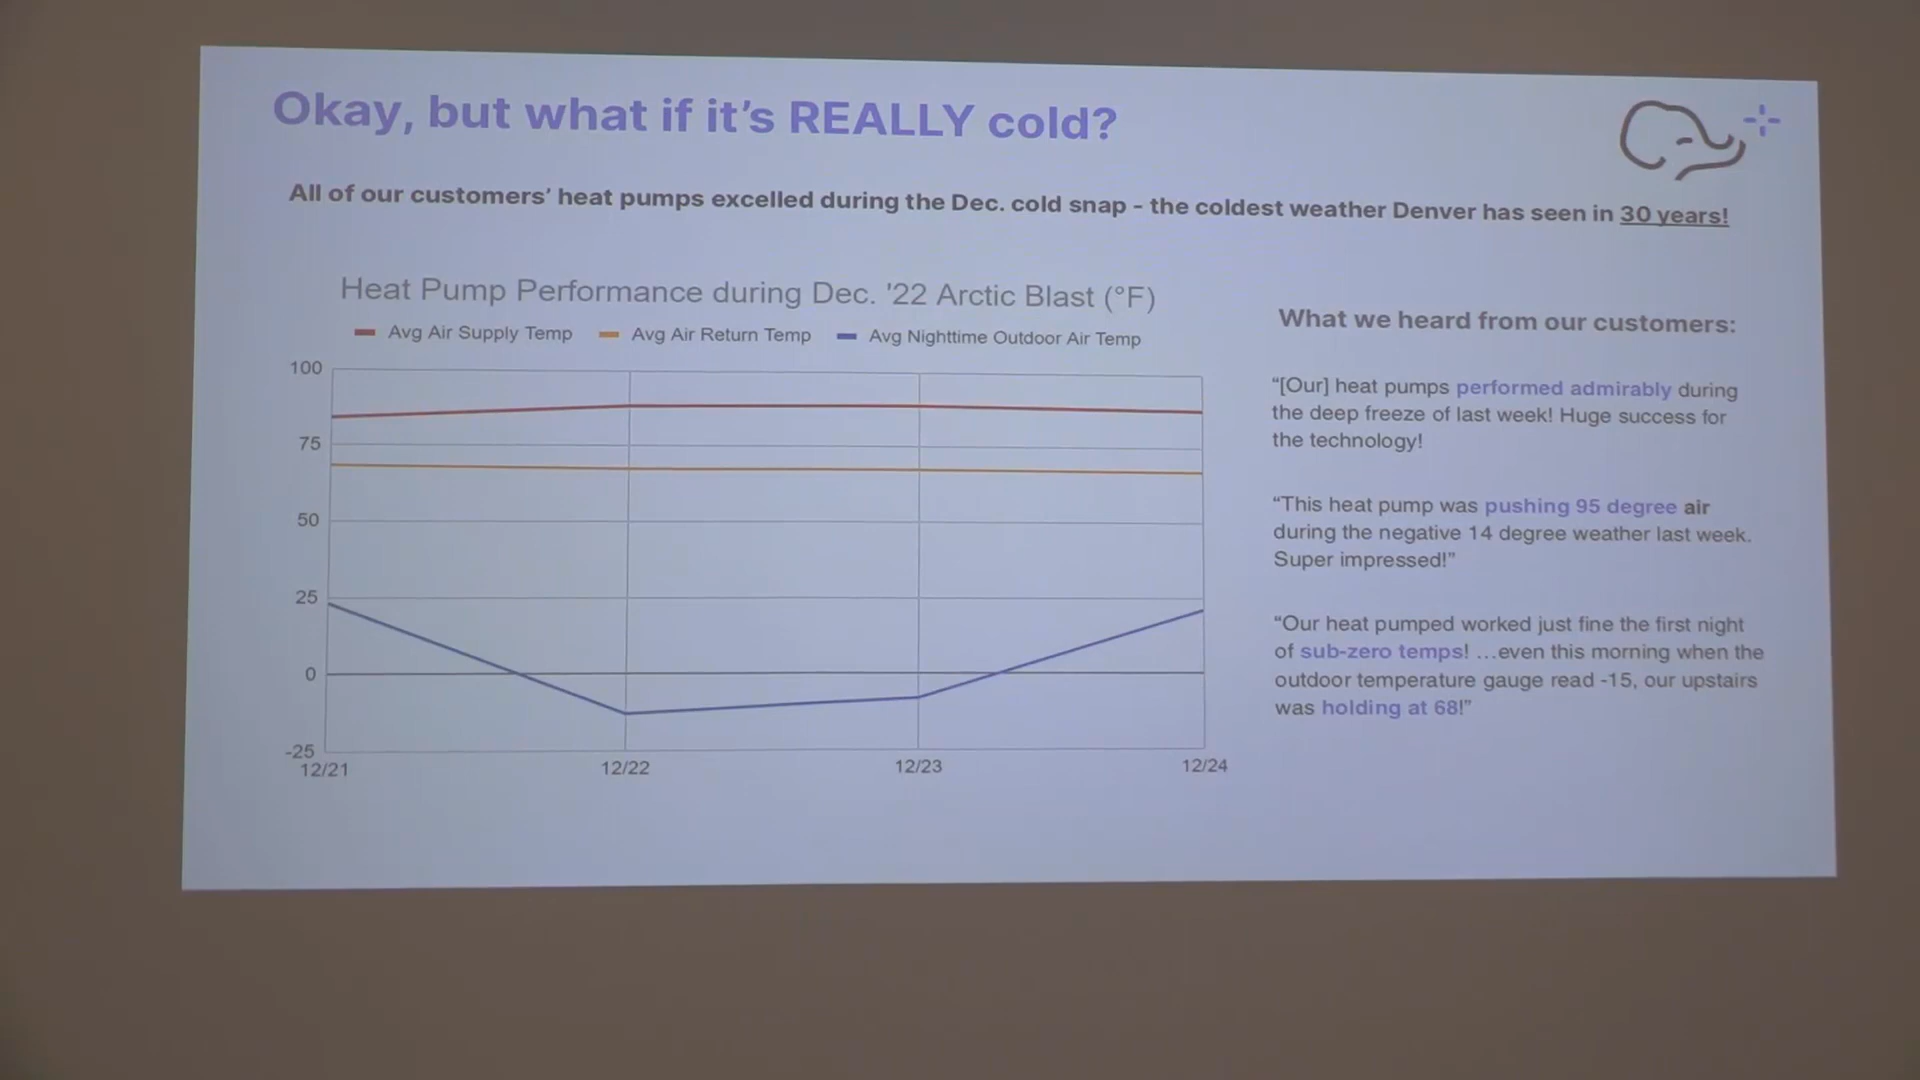 Okay, but what if it's REALLY cold?
All of our customers' heat pumps excelled during the Dec. cold snap - the coldest weather Denver has seen in 30 years!
Heat Pump Performance during Dec. '22 Arctic Blast (°F)
Avg Air Supply Temp Avg Air Return Temp Avg Nighttime Outdoor Air Temp
100
75
50
25
0
-25
12/21 12/22 12/23 12/24
What we heard from our customers:
“[Our] heat pumps performed admirably during
the deep freeze of last week! Huge success for
the technology!
“This heat pump was pushing 95 degree air
during the negative 14 degree weather last week.
Super impressed!”
“Our heat pumped worked just fine the first night
of sub-zero temps! …even this morning when the
outdoor temperature gauge read -15, our upstairs
was holding at 68!”